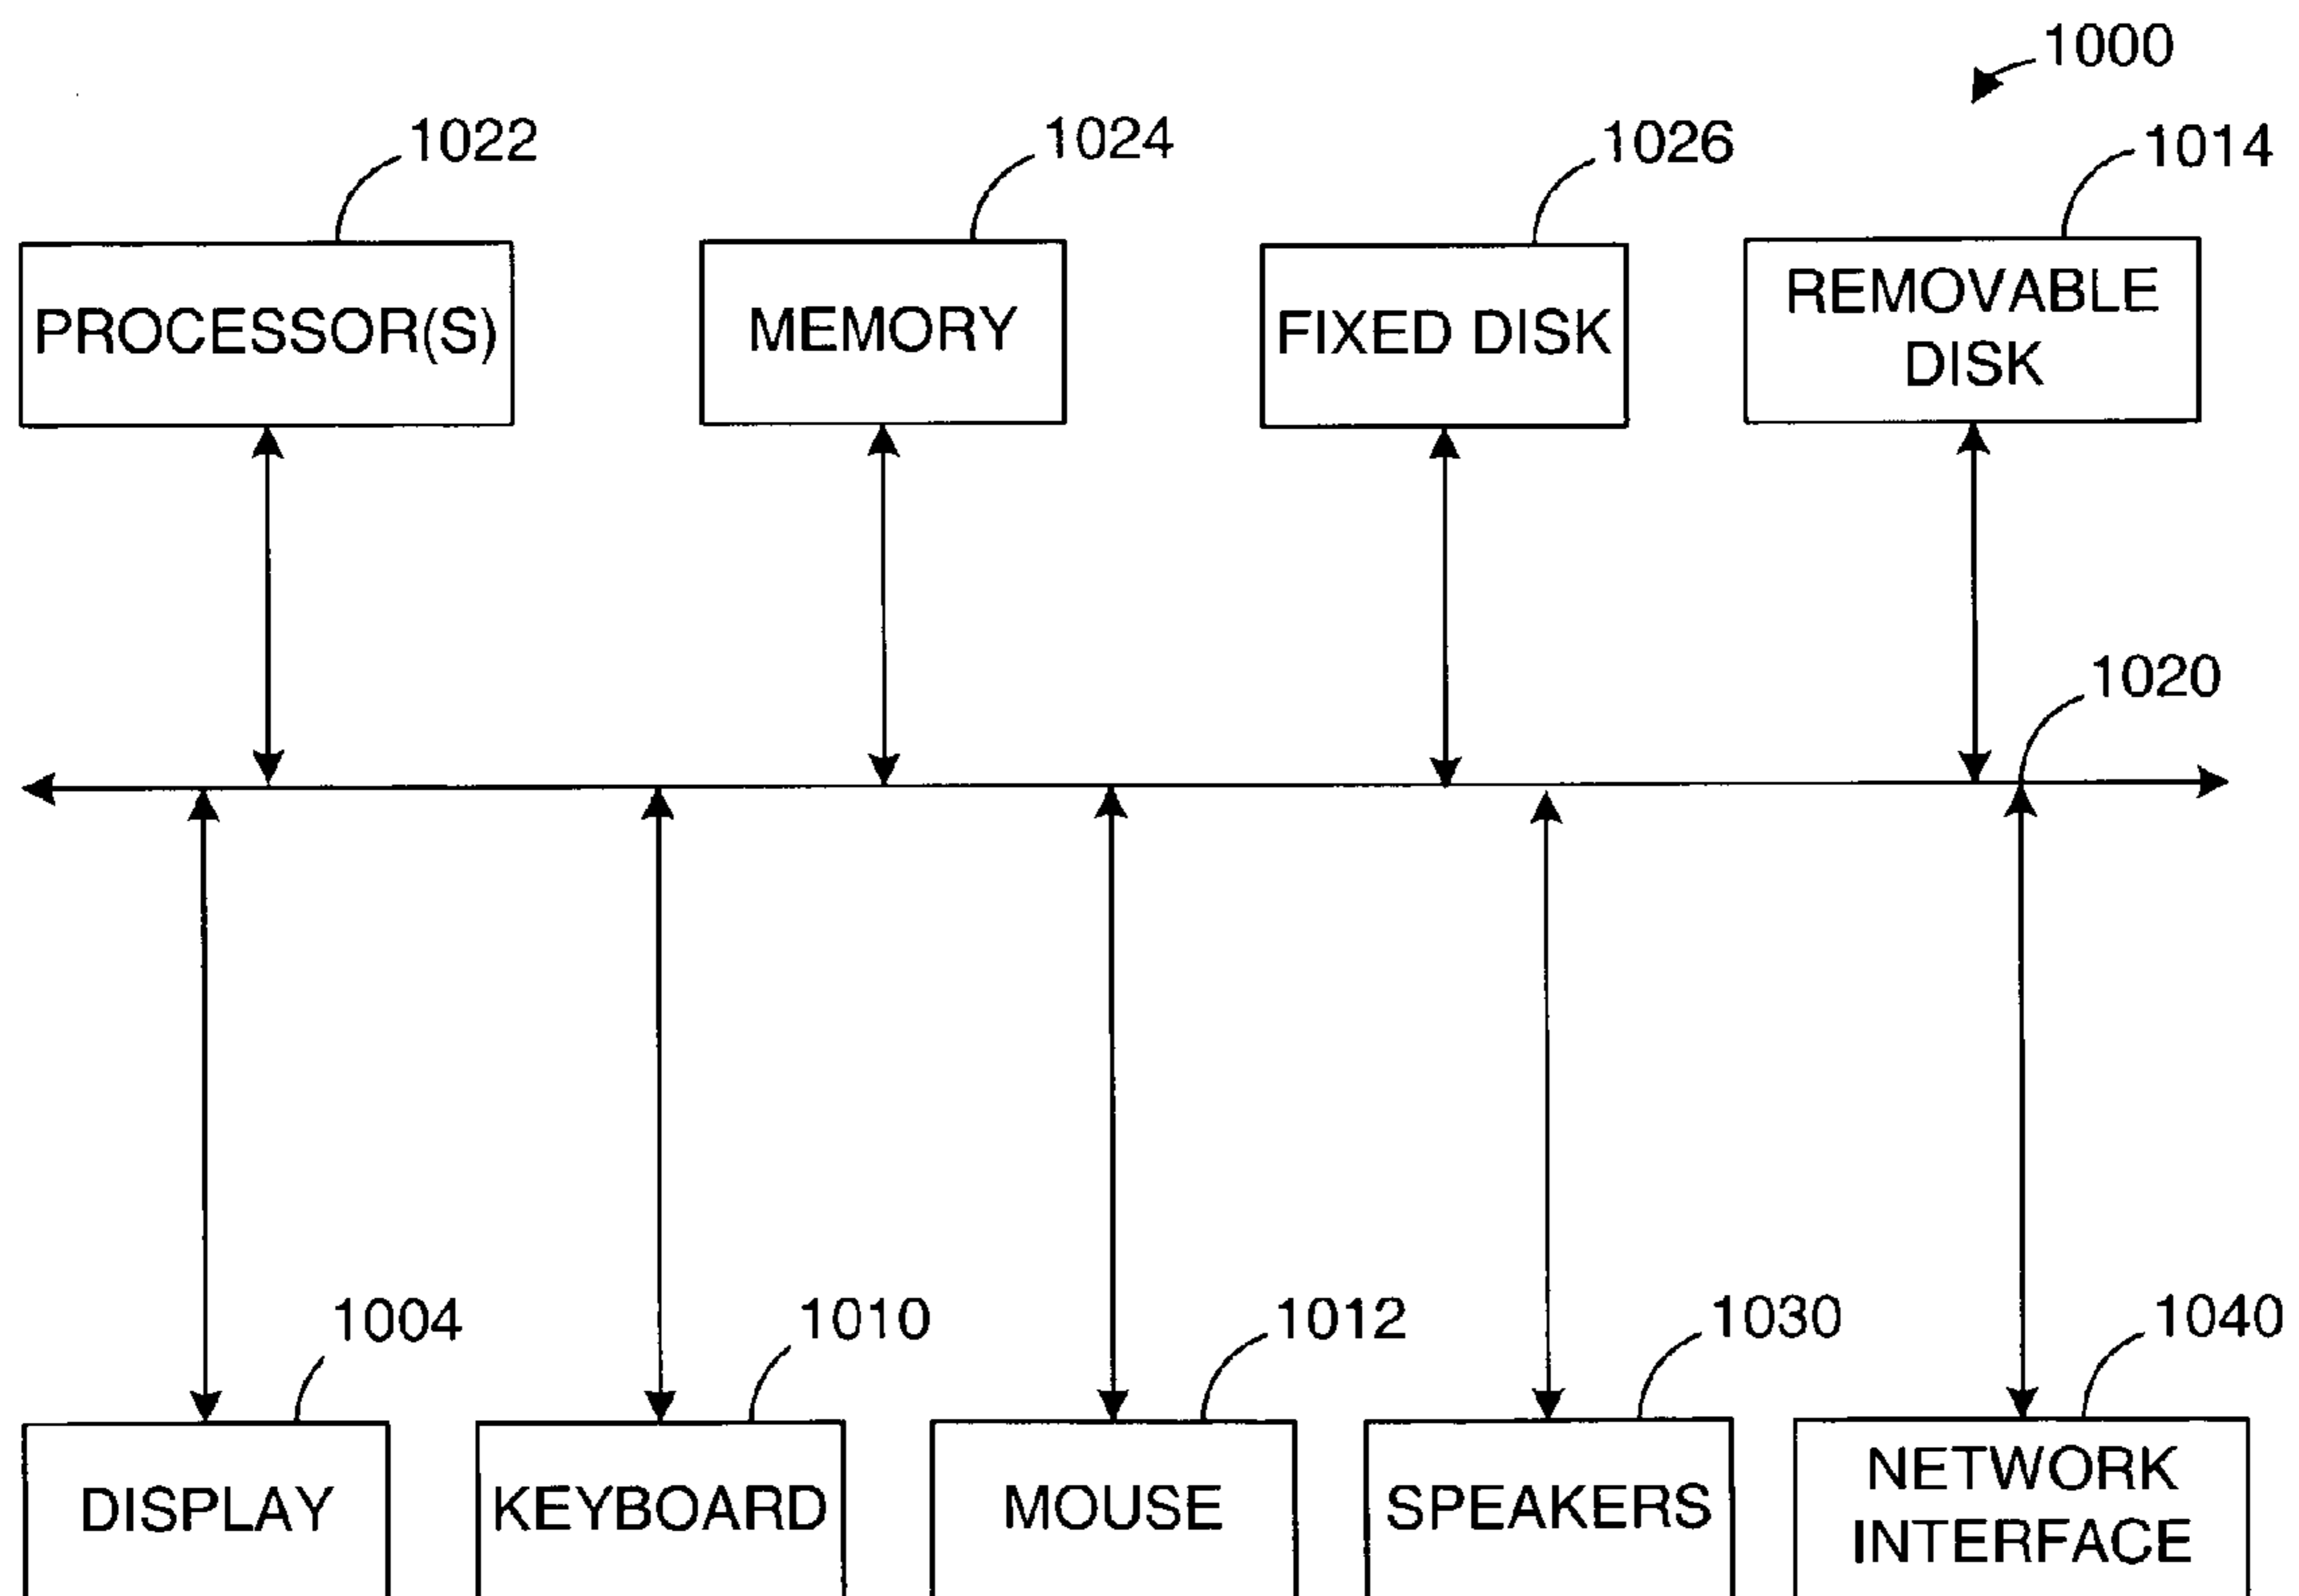 1000
1022
1024
1026
1014
PROCESSOR(S)
MEMORY
FIXED DISK
REMOVABLE
DISK
1020
1004
1010
1012
1030
1040
DISPLAY
KEYBOARD
MOUSE
SPEAKERS
NETWORK
INTERFACE